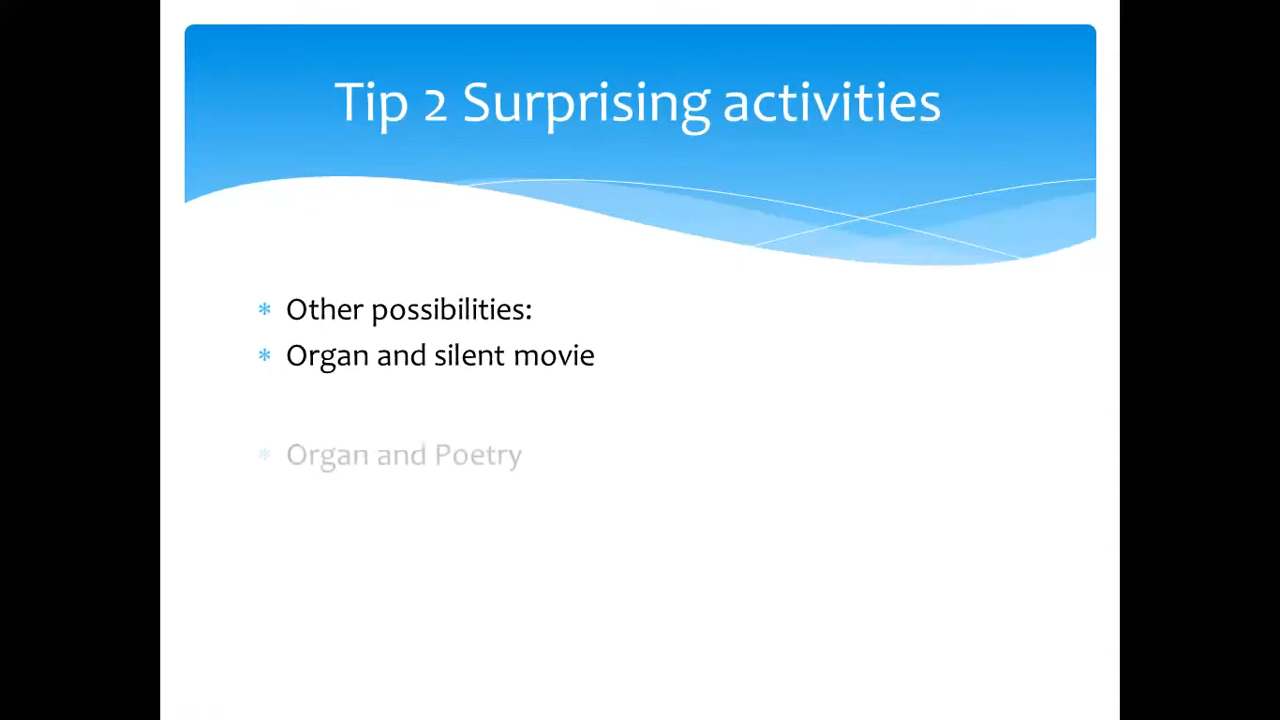 Tip 2 Surprising activities
* Other possibilities:
* Organ and silent movie
* Organ and Poetry